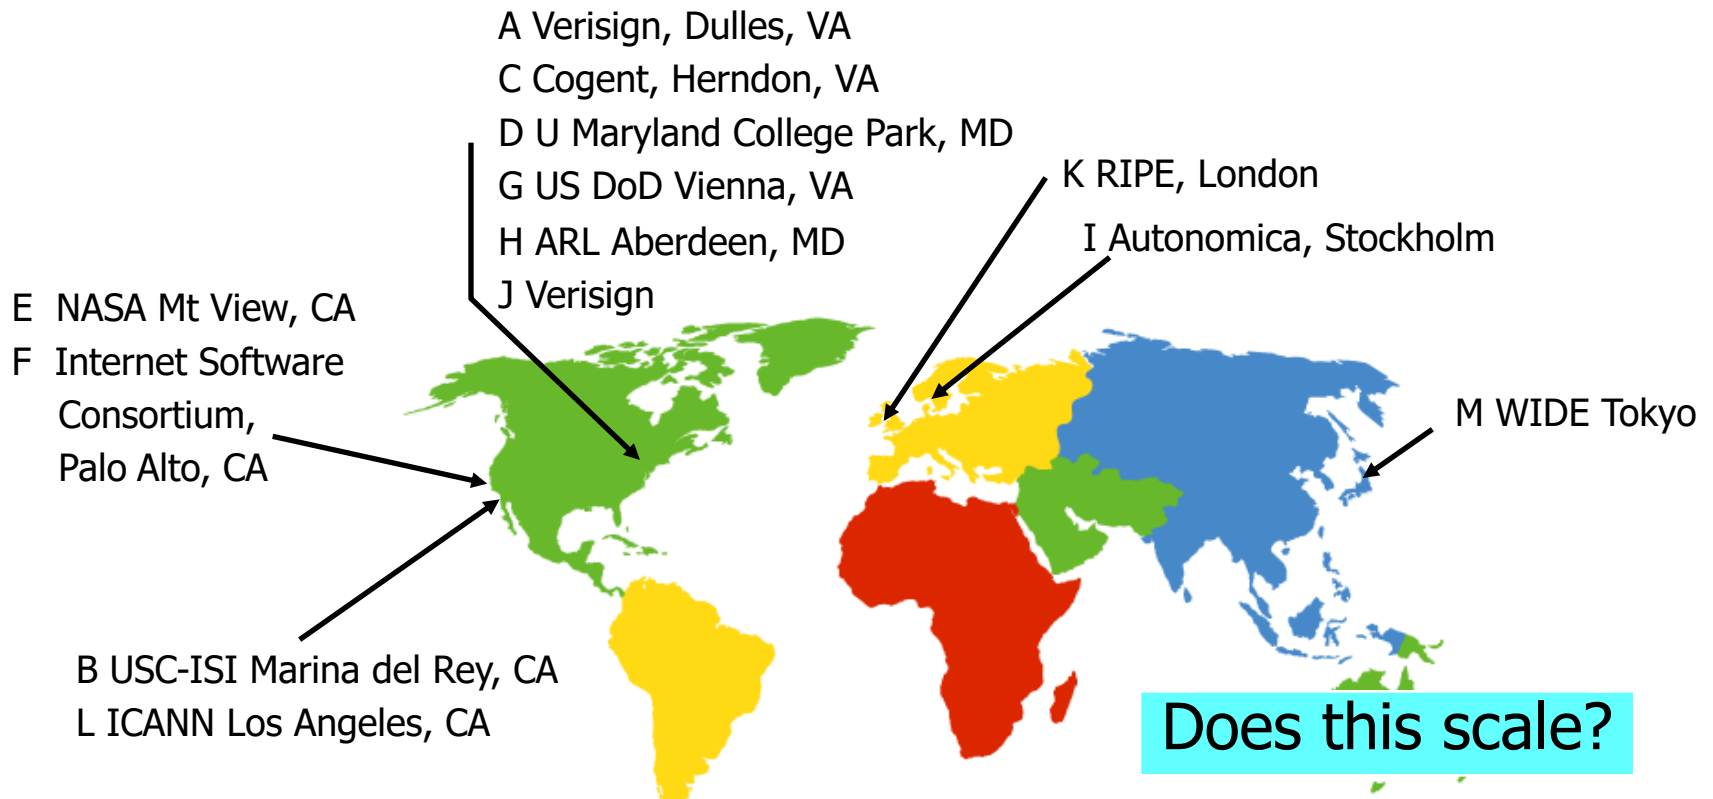 A Verisign, Dulles, VA
C Cogent, Herndon, VA
D U Maryland College Park, MD
G US DoD Vienna, VA
H ARL Aberdeen, MD
J Verisign
K RIPE, London
I Autonomica, Stockholm
E NASA Mt View, CA
F Internet Software
Consortium,
Palo Alto, CA
M WIDE Tokyo
B USC-ISI Marina del Rey, CA
L ICANN Los Angeles, CA
Does this scale?